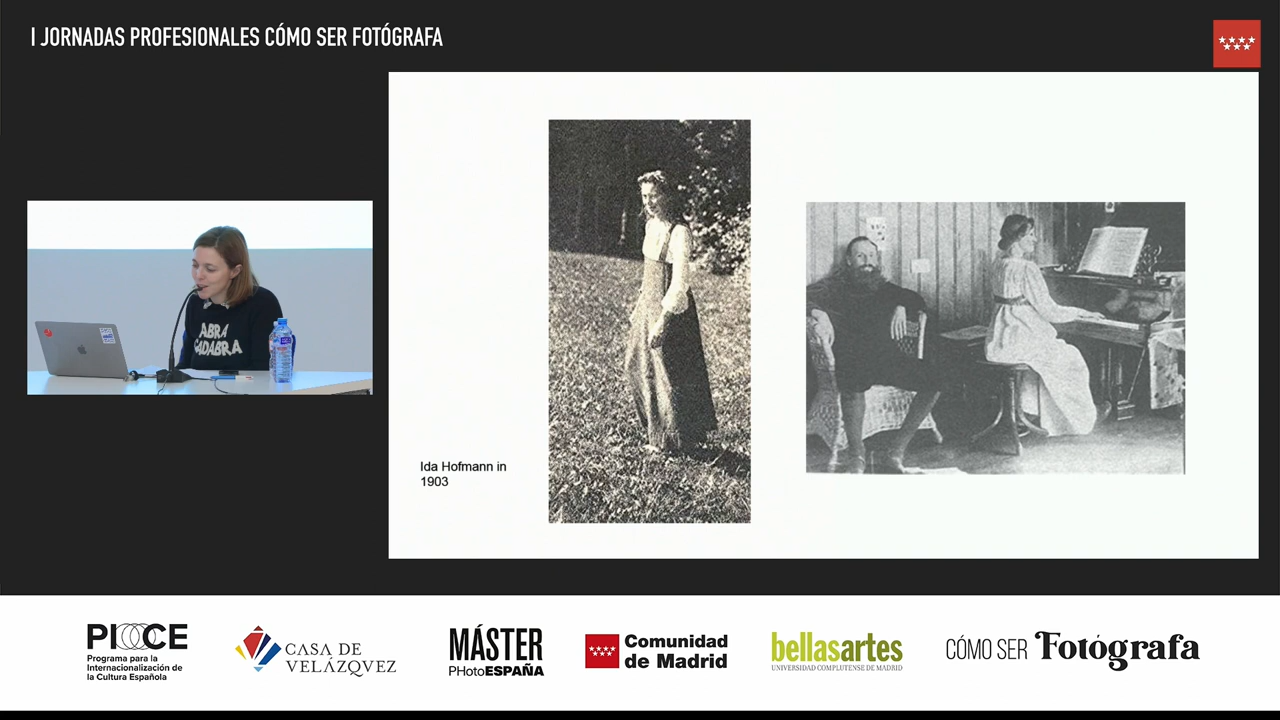 I JORNADAS PROFESIONALES CÓMO SER FOTÓGRAFA
ABRA
CADABRA
Ida Hofmann in
1903
PICE
Programa para la
Internacionalización de
la Cultura Española
CASA DE
VELÁZQVEZ
MÁSTER
PHotoESPAÑA
Comunidad
de Madrid
bellasartes
UNIVERSIDAD COMPLUTENSE DE MADRID
CÓMO SER Fotógrafa